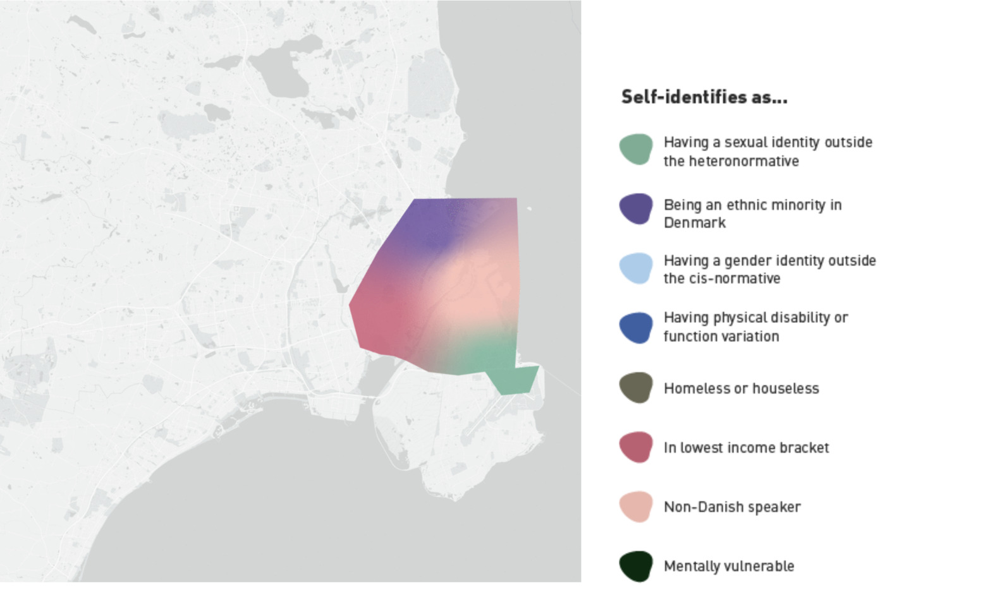 Self-identifies as...
Having a sexual identity outside
the heteronormative
Being an ethnic minority in
Denmark
Having a gender identity outside
the cis-normative
Having physical disability or
function variation
Homeless or houseless
In lowest income bracket
Non-Danish speaker
Mentally vulnerable